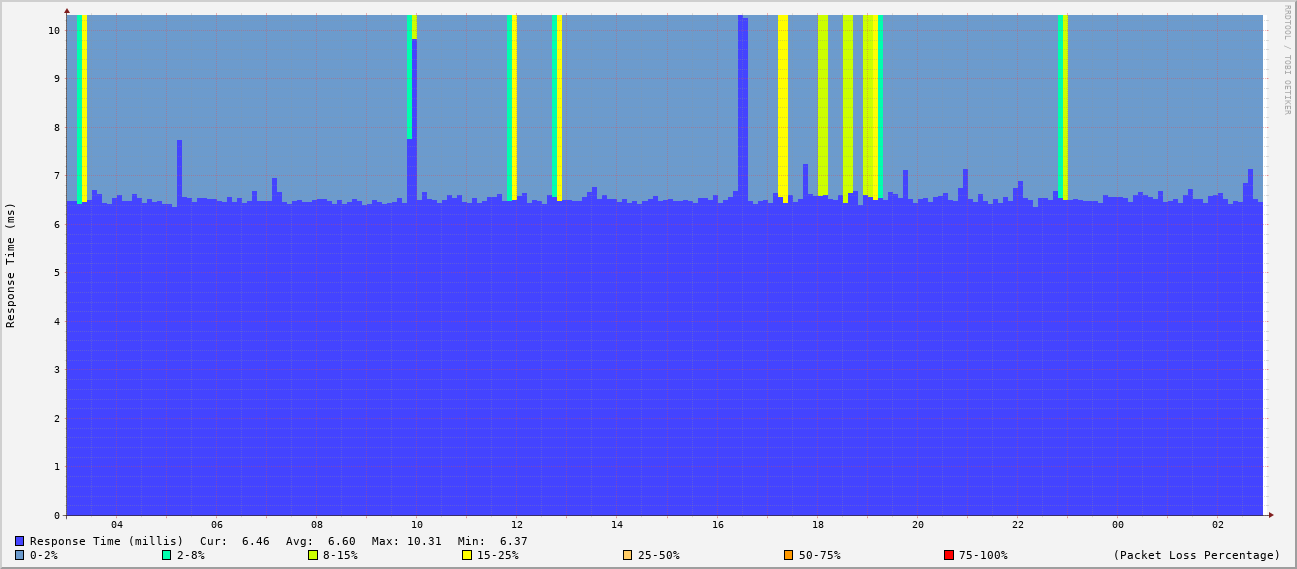 RRDTOOL / TOBI OETIKER
Response Time (ms)
10
9
8
7
6
5
4
3
2
1
0
04 06 08 10 12 14 16 18 20 22 00 02
Response Time (millis) Cur: 6.46 Avg: 6.60 Max: 10.31 Min: 6.37
0-2% 2-8% 8-15% 15-25% 25-50% 50-75% 75-100% (Packet Loss Percentage)